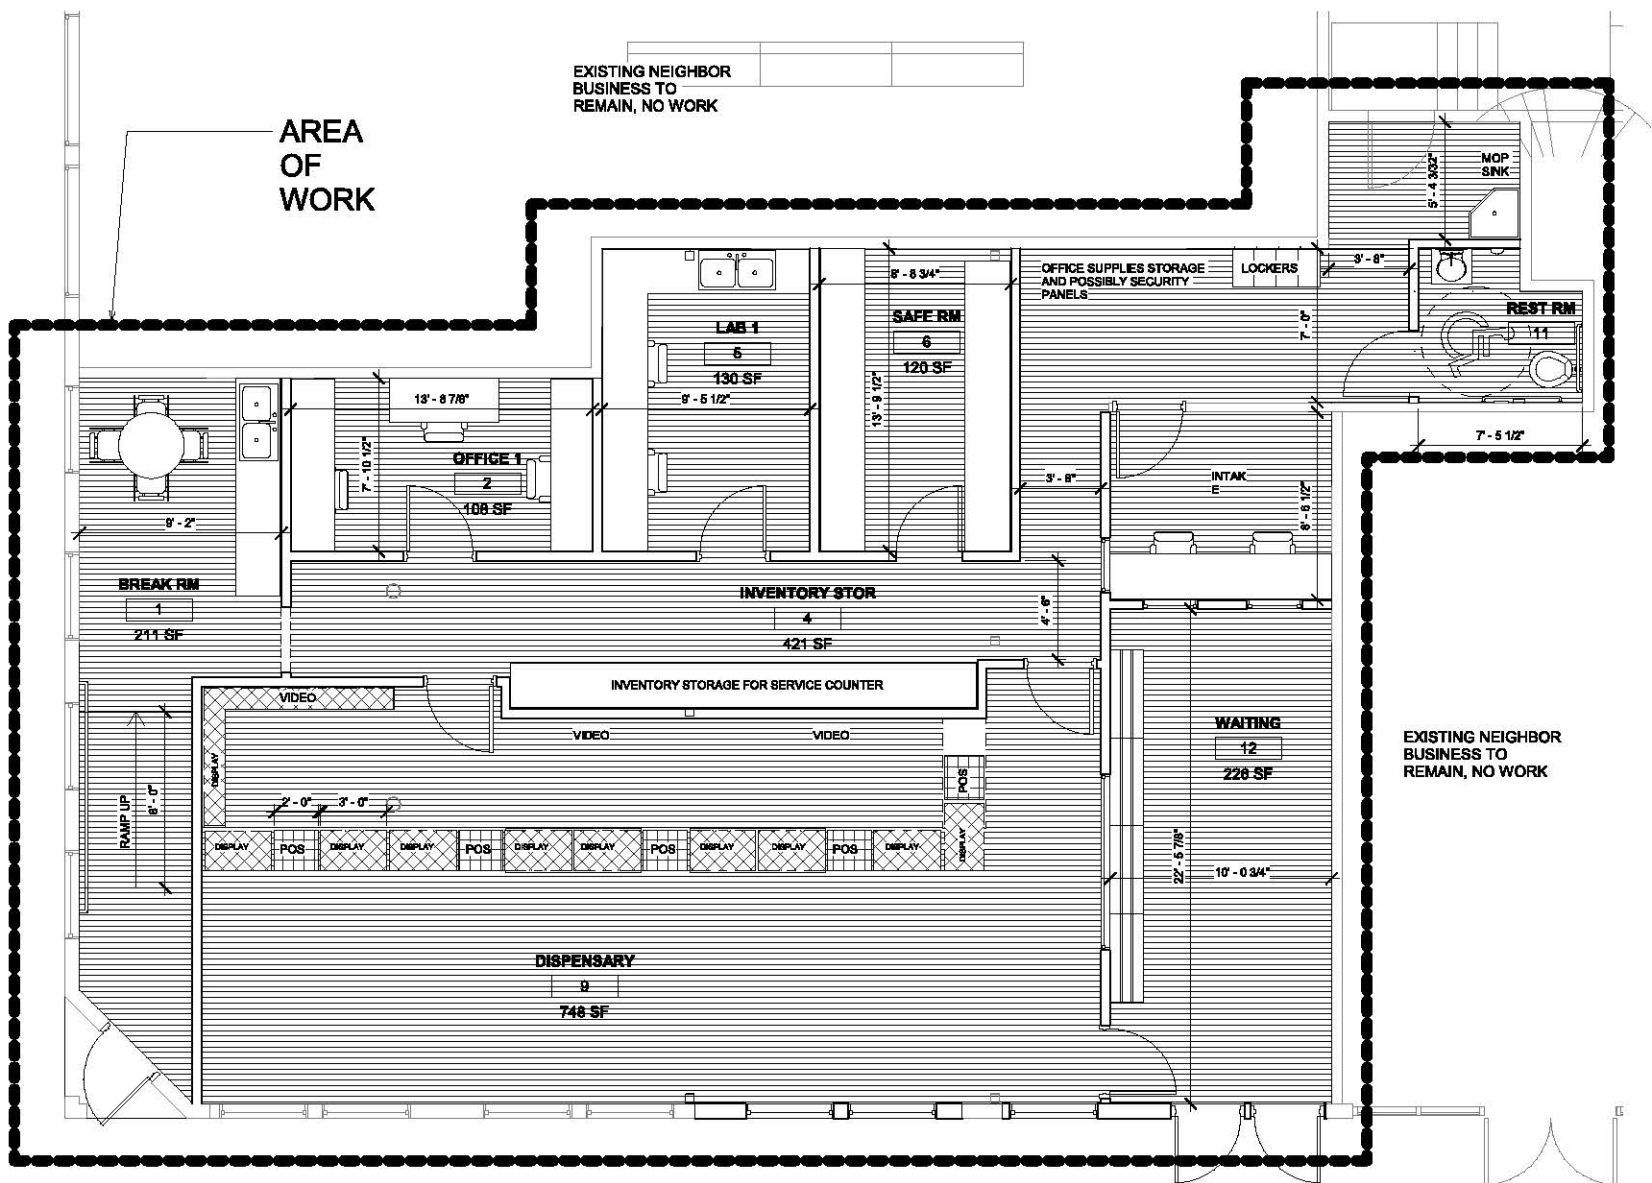 EXISTING NEIGHBOR
BUSINESS TO
REMAIN, NO WORK
AREA
OF
WORK
MOP
SINK
5' - 4 3/32"
OFFICE SUPPLIES STORAGE
AND POSSIBLY SECURITY
PANELS
LOCKERS
3' - 8"
8' - 8 3/4"
REST RM
11
7' - 0"
LAB 1
5
130 SF
SAFE RM
6
120 SF
13' - 8 7/8"
9' - 5 1/2"
13' - 9 1/2"
7' - 5 1/2"
7' - 10 1/2"
OFFICE 1
2
108 SF
3' - 8"
INTAK
E
8' - 6 1/2"
9' - 2"
BREAK RM
1
211 SF
INVENTORY STOR
4
421 SF
4' - 6"
INVENTORY STORAGE FOR SERVICE COUNTER
VIDEO
VIDEO
VIDEO
WAITING
12
226 SF
EXISTING NEIGHBOR
BUSINESS TO
REMAIN, NO WORK
DISPLAY
POS
RAMP UP
8' - 0"
2' - 0"
3' - 0"
DISPLAY
POS
DISPLAY
DISPLAY
POS
DISPLAY
DISPLAY
POS
DISPLAY
DISPLAY
POS
DISPLAY
DISPLAY
22' - 5 7/8"
10' - 0 3/4"
DISPENSARY
9
748 SF